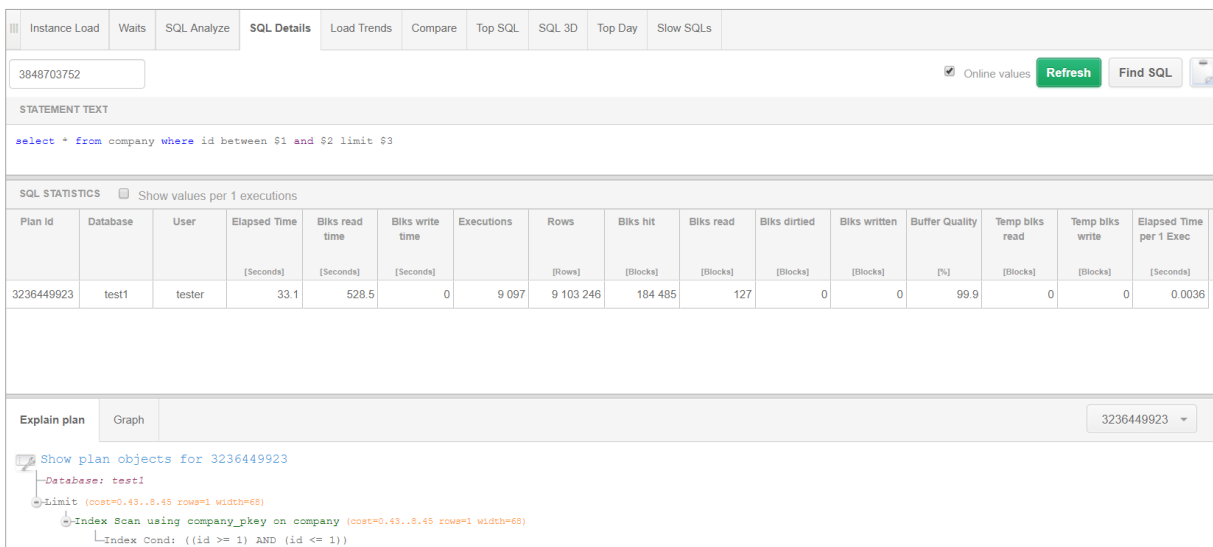 Instance Load Waits SQL Analyze SQL Details Load Trends Compare Top SQL SQL 3D Top Day Slow SQLs
3848703752 Online values Refresh Find SQL
STATEMENT TEXT
select * from company where id between $1 and $2 limit $3
SQL STATISTICS Show values per 1 executions
Plan Id Database User Elapsed Time Blks read time Blks write time Executions Rows Blks hit Blks read Blks dirtied Blks written Buffer Quality Temp blks read Temp blks write Elapsed Time per 1 Exec
[Seconds] [Seconds] [Seconds] [Rows] [Blocks] [Blocks] [Blocks] [Blocks] [%] [Blocks] [Blocks] [Seconds]
3236449923 test1 tester 33.1 528.5 0 9 097 9 103 246 184 485 127 0 0 99.9 0 0 0.0036
Explain plan Graph 3236449923
Show plan objects for 3236449923
Database: test1
Limit (cost=0.43..8.45 rows=1 width=68)
Index Scan using company_pkey on company (cost=0.43..8.45 rows=1 width=68)
Index Cond: ((id >= 1) AND (id <= 1))